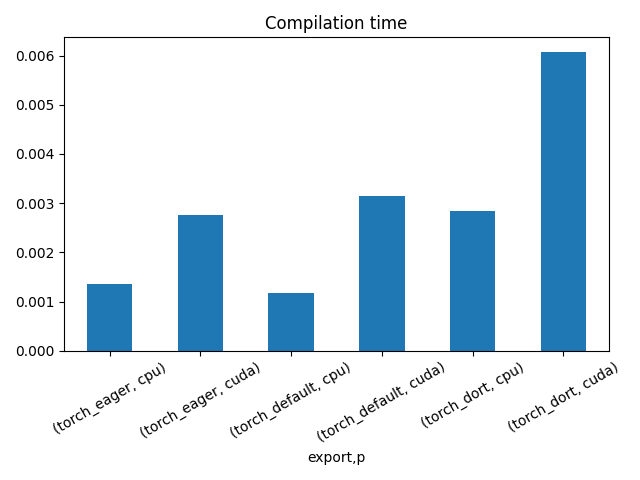 Compilation time
0.006
0.005
0.004
0.003
0.002
0.001
0.000
(torch_eager, cpu)
(torch_eager, cuda)
(torch_default, cpu)
(torch_default, cuda)
(torch_dort, cpu)
(torch_dort, cuda)
export,p